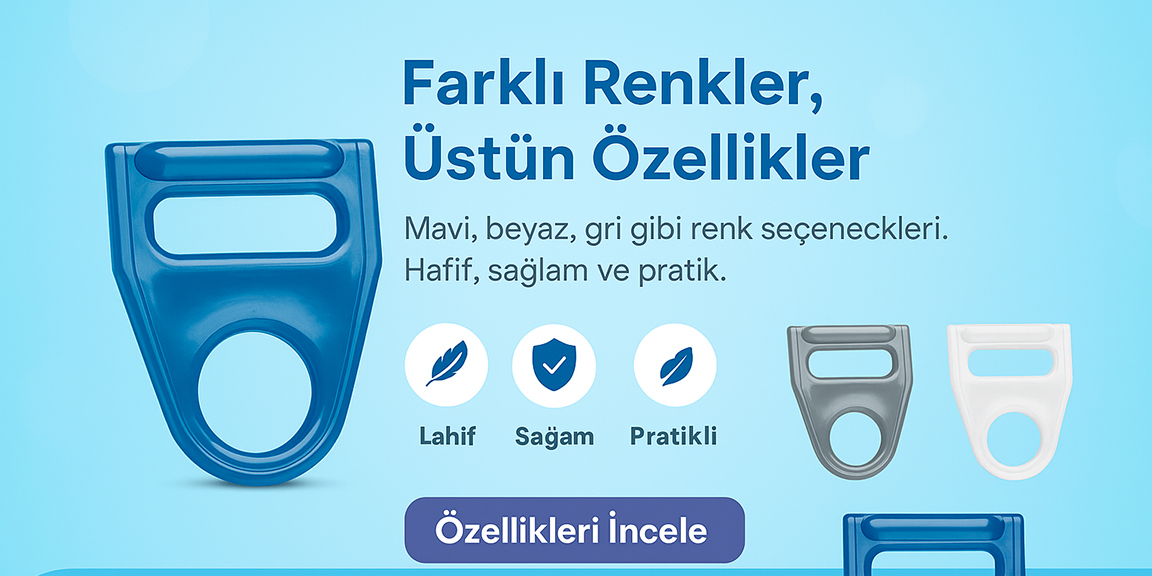 Farklı Renkler,
Üstün Özellikler
Mavi, beyaz, gri gibi renk seçeneckleri.
Hafif, sağlam ve pratik.
Lahif
Sağam
Pratikli
Özellikleri İncele